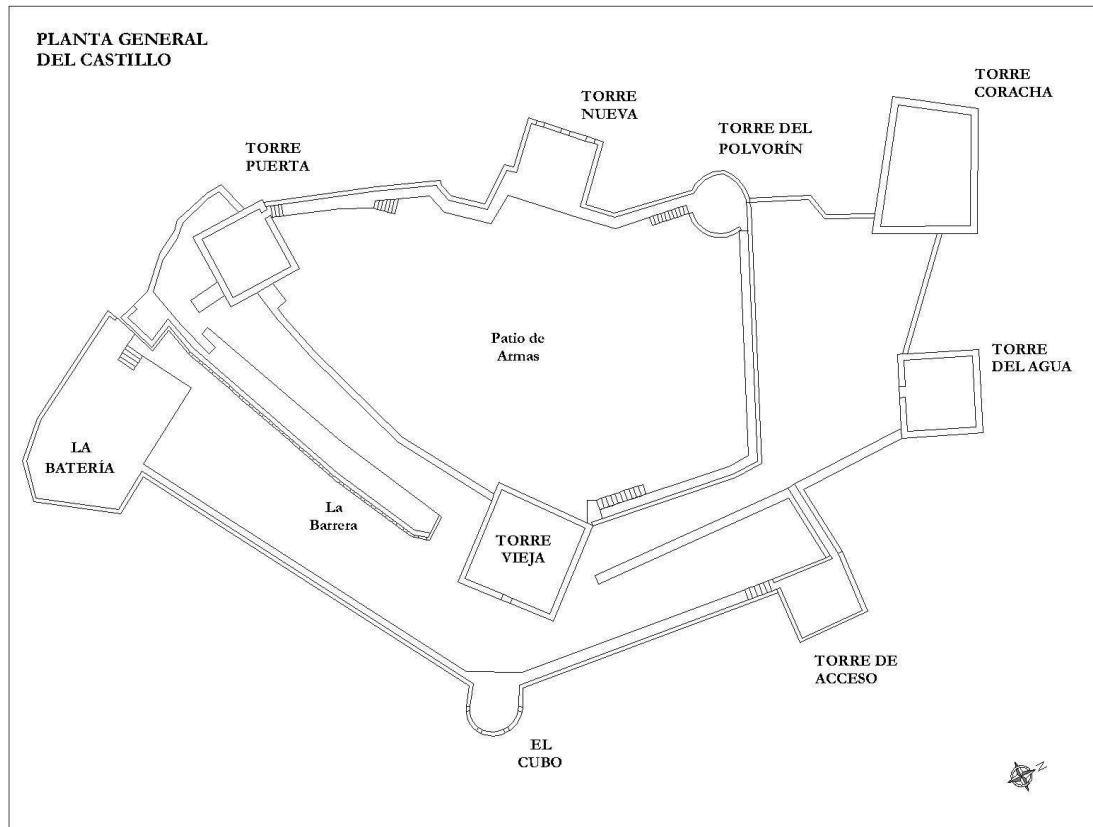 PLANTA GENERAL
DEL CASTILLO
TORRE
CORACHA
TORRE
NUEVA
TORRE DEL
POLVORÍN
TORRE
PUERTA
Patio de
Armas
TORRE
DEL AGUA
LA
BATERÍA
La
Barrera
TORRE
VIEJA
TORRE DE
ACCESO
EL
CUBO
N